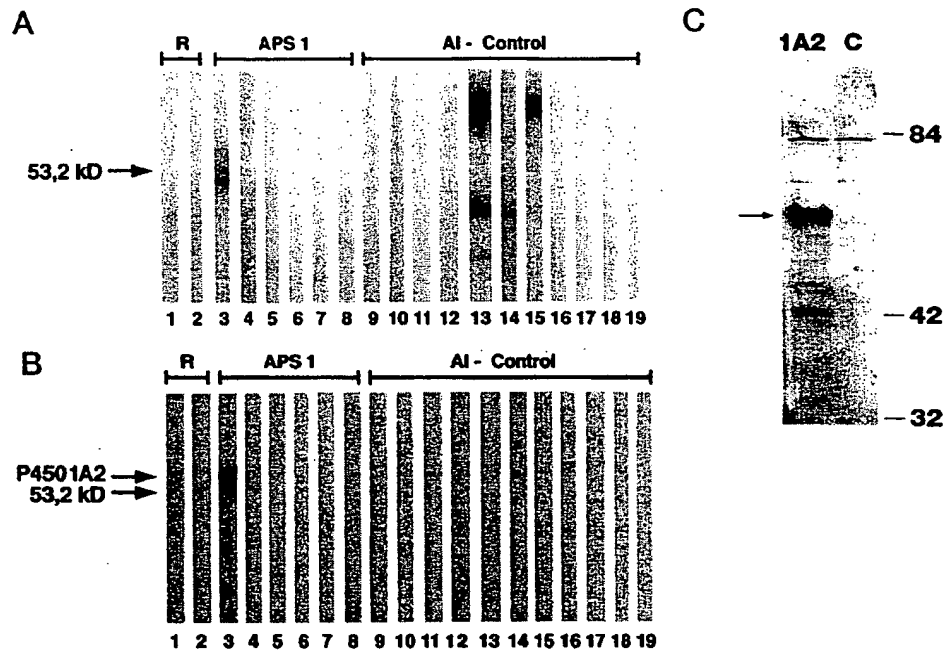 A
R APS 1 AI - Control
53,2 kD
1 2 3 4 5 6 7 8 9 10 11 12 13 14 15 16 17 18 19
B
R APS 1 AI - Control
P4501A2
53,2 kD
1 2 3 4 5 6 7 8 9 10 11 12 13 14 15 16 17 18 19
C
1A2 C
84
42
32